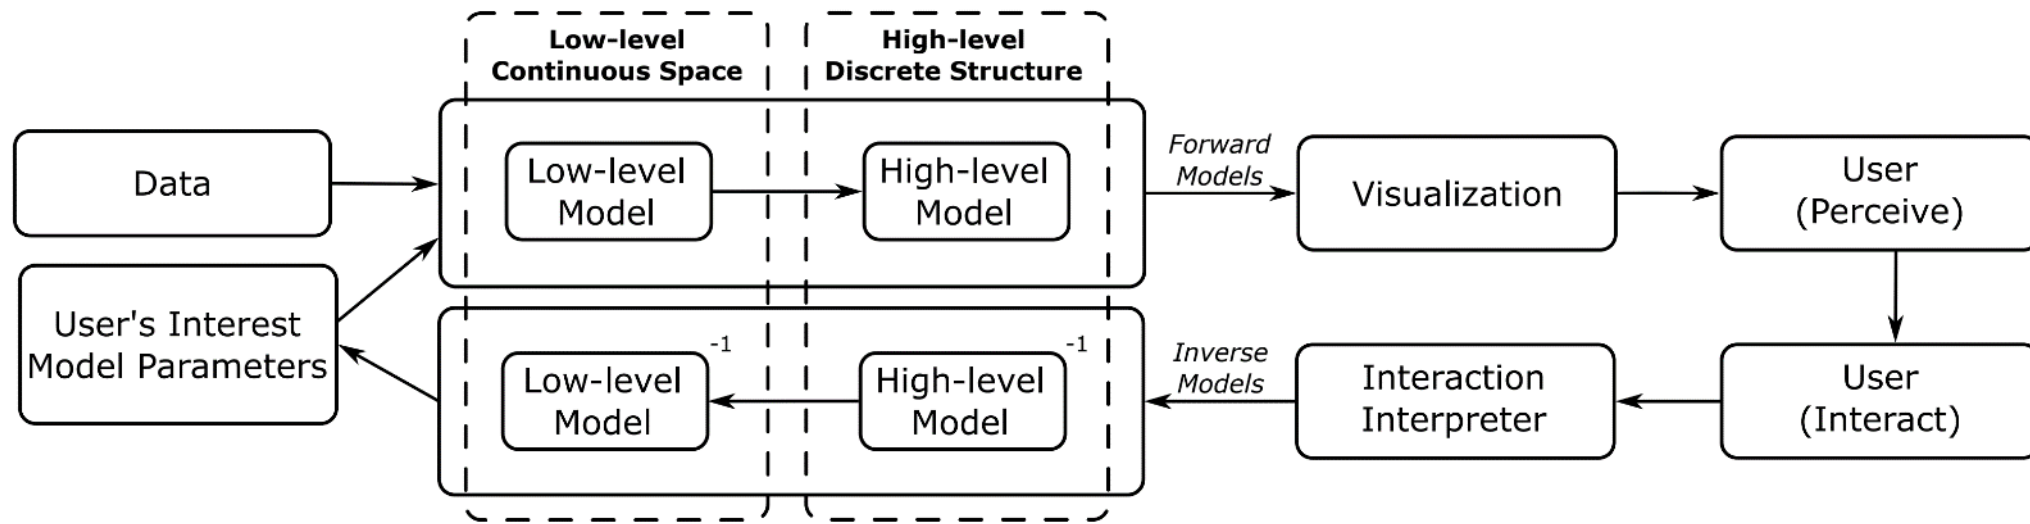 Low-level
Continuous Space
High-level
Discrete Structure
Data
Low-level
Model
High-level
Model
Forward
Models
Visualization
User
(Perceive)
User's Interest
Model Parameters
Low-level
Model
-1
High-level
Model
-1
Inverse
Models
Interaction
Interpreter
User
(Interact)